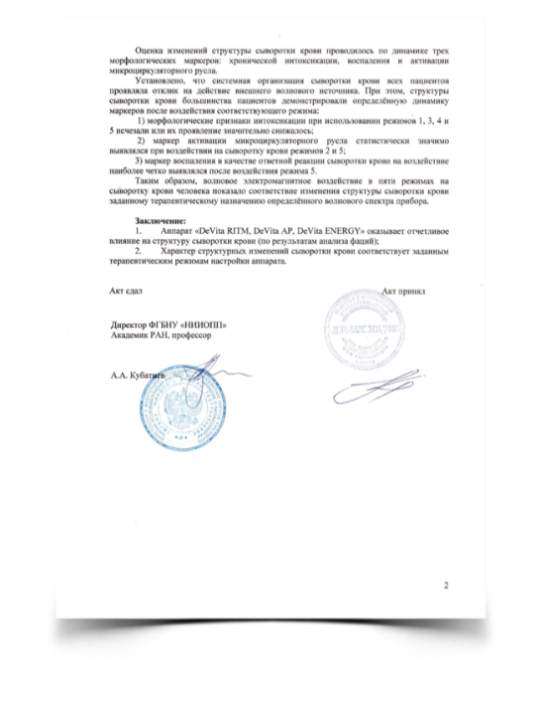 Оценка изменений структуры сыворотки крови проводилось по динамике трех
морфологических маркеров: хронической интоксикации, воспаления и активации
микроциркуляторного русла.
Установлено, что системная организация сыворотки крови всех пациентов
проявляла отклик на действие внешнего волнового источника. При этом, структуры
сыворотки крови большинства пациентов демонстрировали определённую динамику
маркеров после воздействия соответствующего режима:
1) морфологические признаки интоксикации при использовании режимов 1, 3, 4 и
5 исчезали или их проявление значительно снижалось;
2) маркер активации микроциркуляторного русла статистически значимо
выявлялся при воздействии на сыворотку крови режимов 2 и 5;
3) маркер воспаления в качестве ответной реакции сыворотки крови на воздействие
наиболее четко выявлялся после воздействия режима 5.
Таким образом, волновое электромагнитное воздействие в пяти режимах на
сыворотку крови человека показало соответствие изменения структуры сыворотки крови
заданному терапевтическому назначению определённого волнового спектра прибора.
Заключение:
1. Аппарат «DeVita RITM, DeVita AP, DeVita ENERGY» оказывает отчетливое
влияние на структуру сыворотки крови (по результатам анализа фаций);
2. Характер структурных изменений сыворотки крови соответствует заданным
терапевтическим режимам настройки аппарата.
Акт сдал Акт принял
Директор ФГБНУ «НИИОПП»
Академик РАН, профессор
А.А. Кубатиев
2